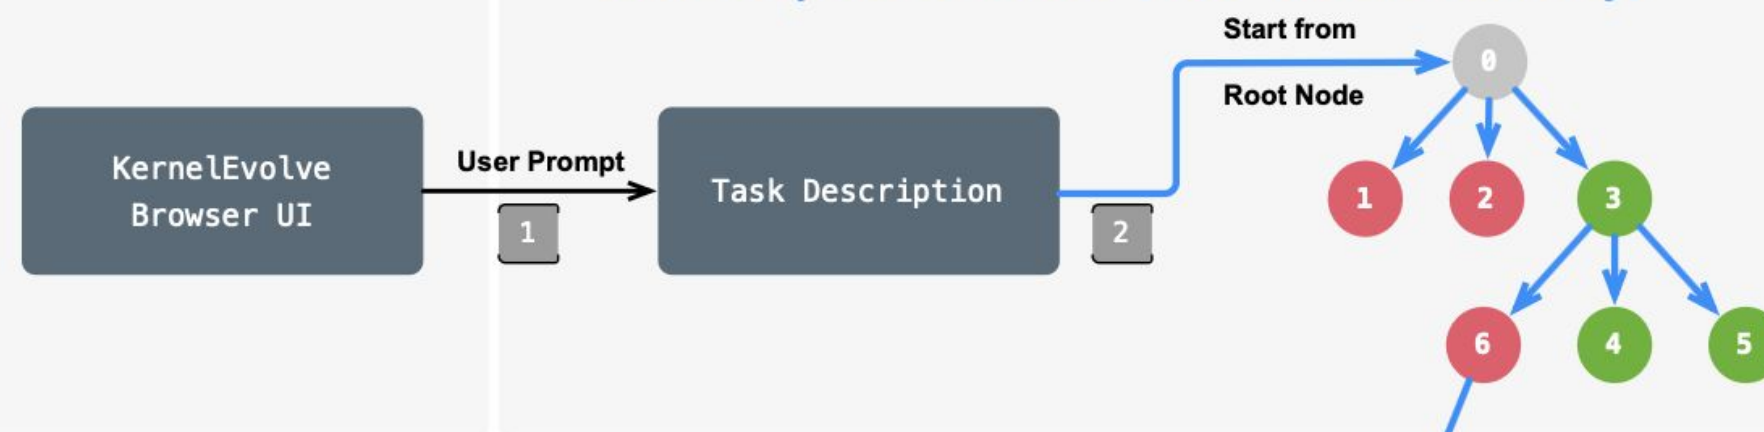 KernelEvolve
Browser UI
User Prompt
1
Task Description
2
Start from
Root Node
0
1
2
3
6
4
5